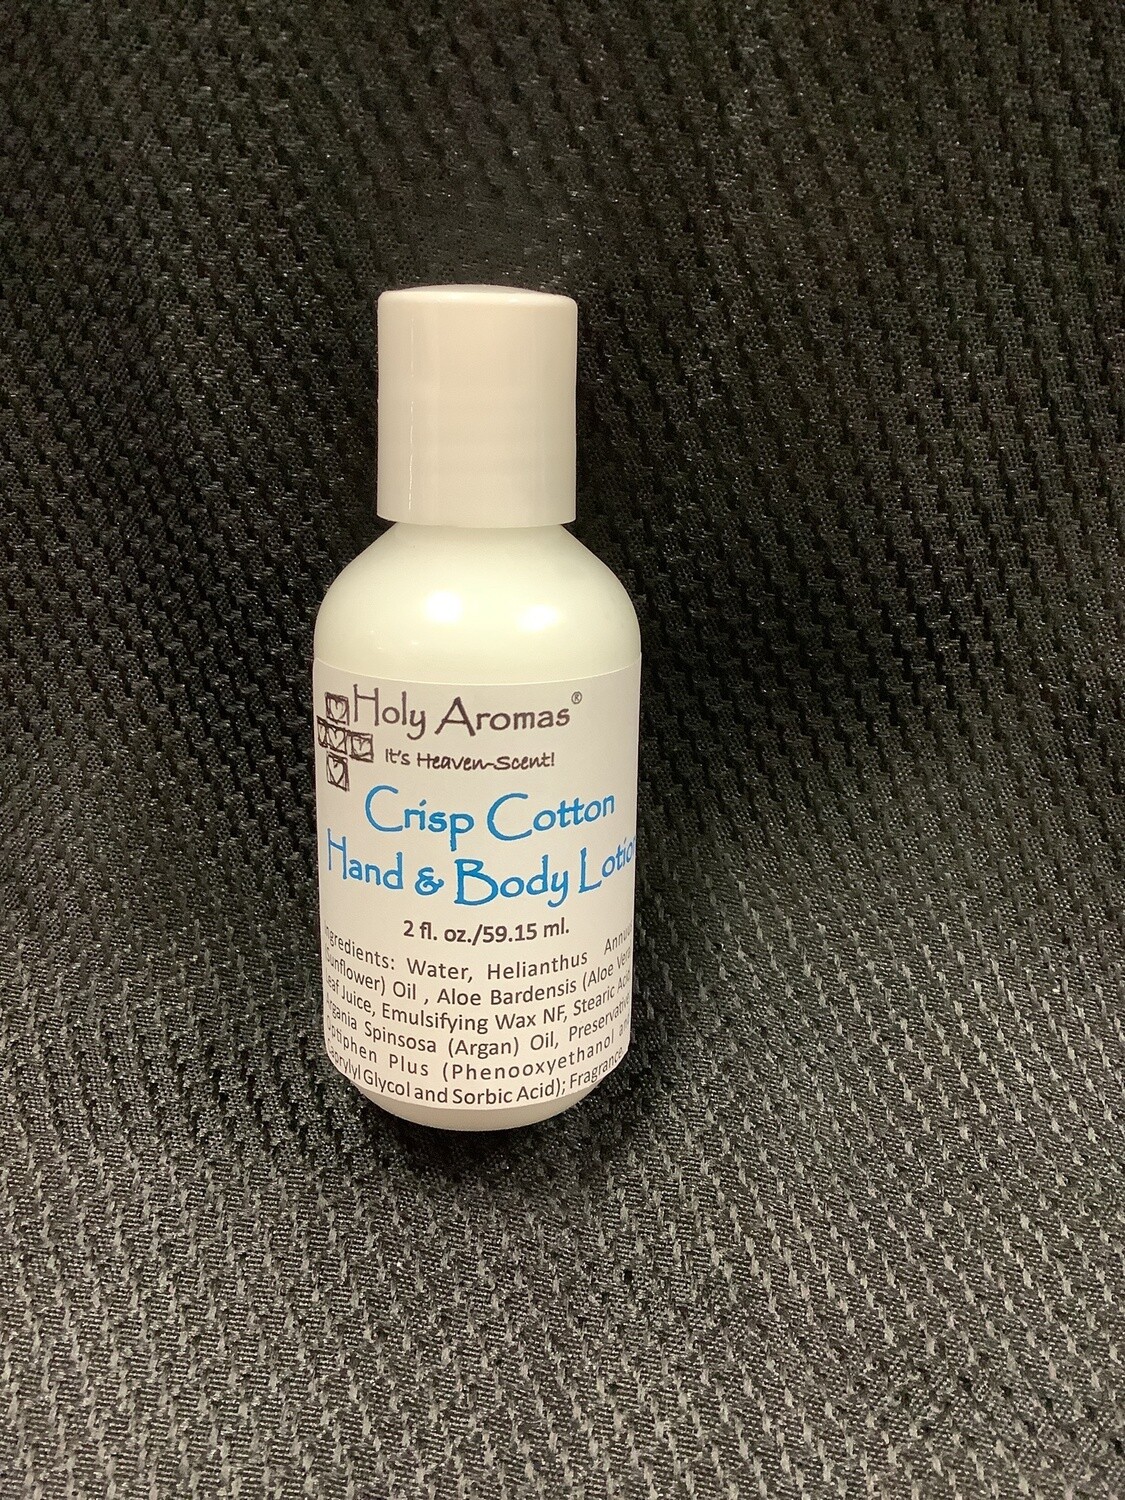 Holy Aromas®
It's Heaven-Scent!
Crisp Cotton
Hand & Body Lotion
2 fl. oz./59.15 ml.
Ingredients: Water, Helianthus Annuu
(Sunflower) Oil , Aloe Bardensis (Aloe Vera
Leaf Juice, Emulsifying Wax NF, Stearic Acid
Argania Spinsosa (Argan) Oil, Preservative
Optiphen Plus (Phenooxyethanol an
Caprylyl Glycol and Sorbic Acid); Fragrance